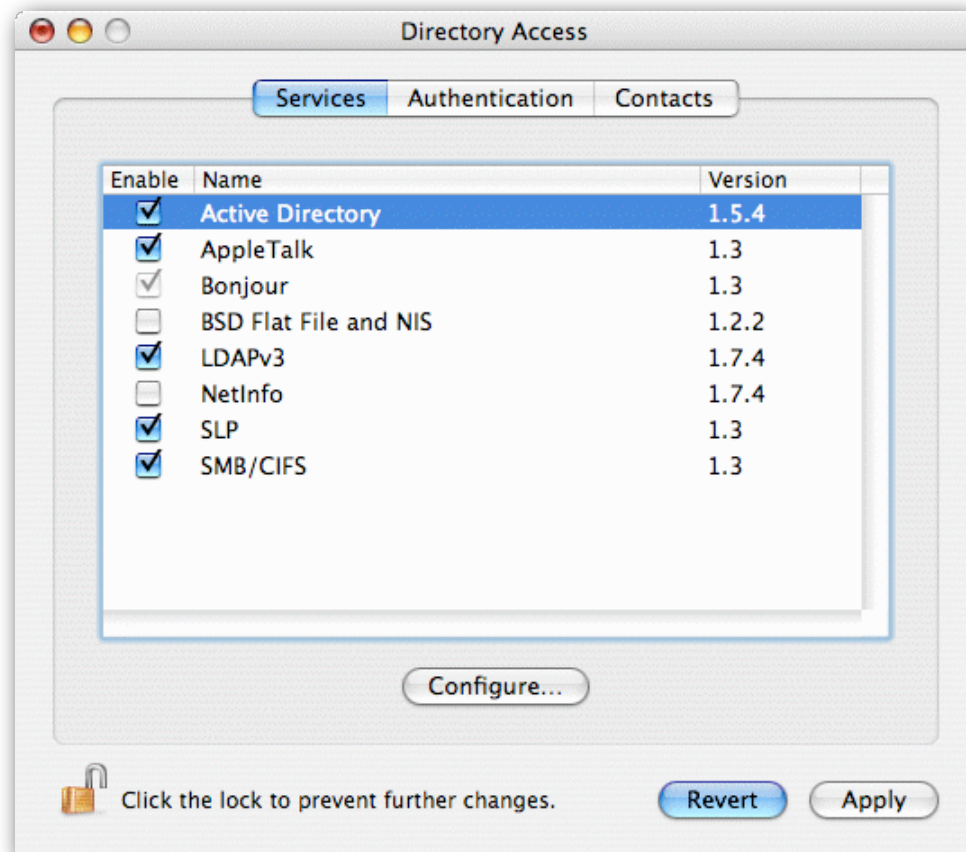 Directory Access
Services Authentication Contacts
Enable Name Version
Active Directory 1.5.4
AppleTalk 1.3
Bonjour 1.3
BSD Flat File and NIS 1.2.2
LDAPv3 1.7.4
NetInfo 1.7.4
SLP 1.3
SMB/CIFS 1.3
Configure...
Click the lock to prevent further changes. Revert Apply